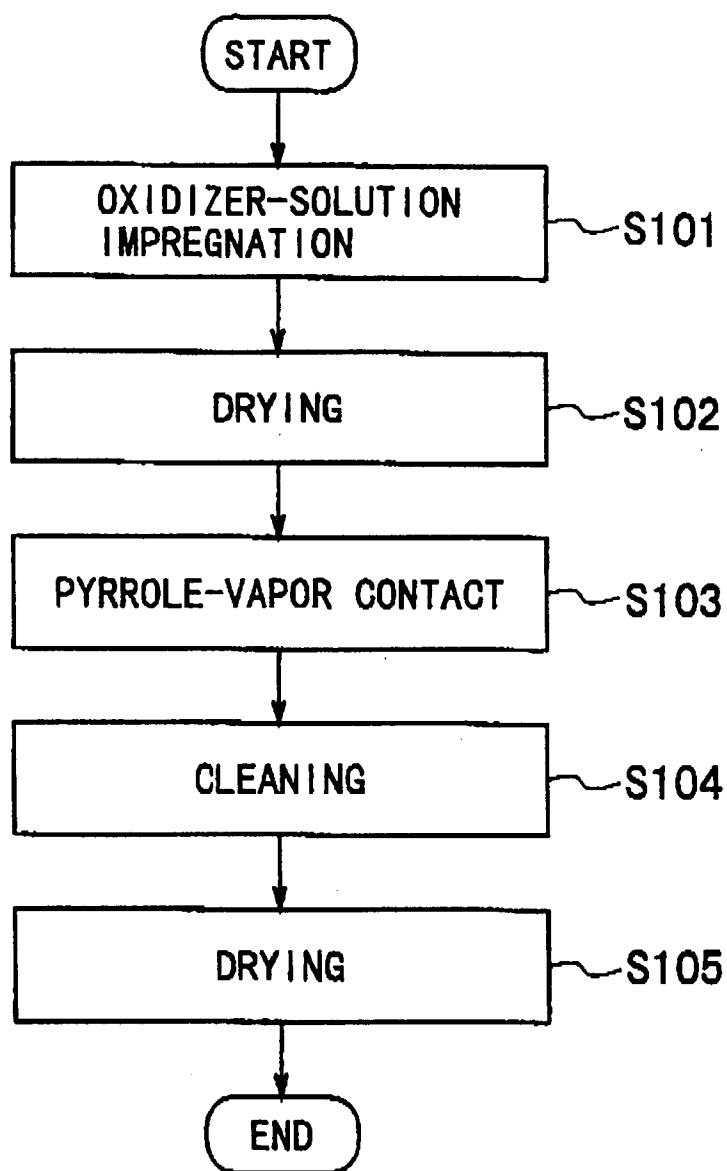 START
OXIDIZER-SOLUTION
IMPREGNATION
S101
DRYING
S102
PYRROLE-VAPOR CONTACT
S103
CLEANING
S104
DRYING
S105
END